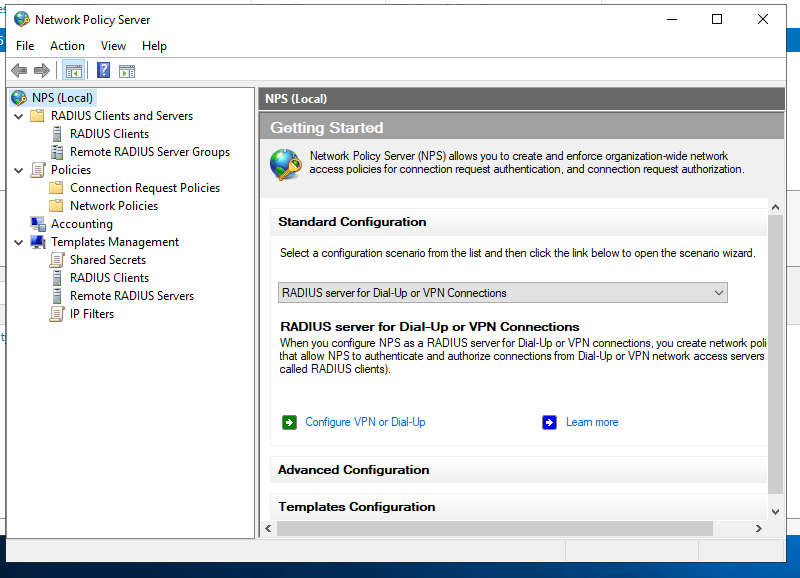 Network Policy Server
File Action View Help
NPS (Local)
RADIUS Clients and Servers
RADIUS Clients
Remote RADIUS Server Groups
Policies
Connection Request Policies
Network Policies
Accounting
Templates Management
Shared Secrets
RADIUS Clients
Remote RADIUS Servers
IP Filters
NPS (Local)
Getting Started
Network Policy Server (NPS) allows you to create and enforce organization-wide network
access policies for connection request authentication, and connection request authorization.
Standard Configuration
Select a configuration scenario from the list and then click the link below to open the scenario wizard.
RADIUS server for Dial-Up or VPN Connections
RADIUS server for Dial-Up or VPN Connections
When you configure NPS as a RADIUS server for Dial-Up or VPN connections, you create network poli
that allow NPS to authenticate and authorize connections from Dial-Up or VPN network access servers
called RADIUS clients).
Configure VPN or Dial-Up Learn more
Advanced Configuration
Templates Configuration